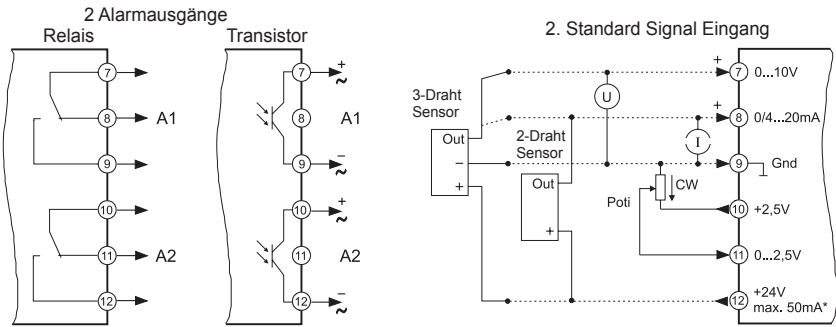 2 Alarmausgänge
Relais
7
8
A1
9
10
11
A2
12
Transistor
7
+
~
8
A1
9
–
~
10
+
~
11
A2
12
–
~
2. Standard Signal Eingang
3-Draht
Sensor
Out
–
+
2-Draht
Sensor
Out
+
U
I
Poti
CW
+
7
0...10V
+
8
0/4...20mA
9
Gnd
10
+2,5V
11
0...2,5V
12
+24V
max. 50mA*